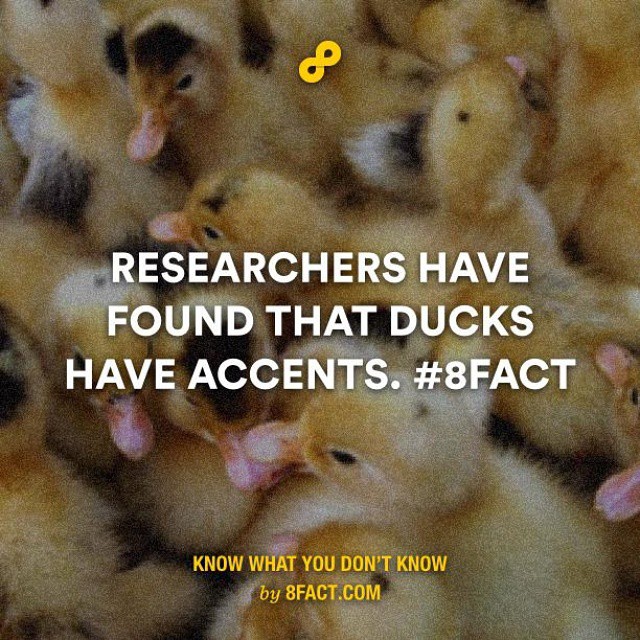 RESEARCHERS HAVE
FOUND THAT DUCKS
HAVE ACCENTS. #8FACT
KNOW WHAT YOU DON'T KNOW
by 8FACT.COM